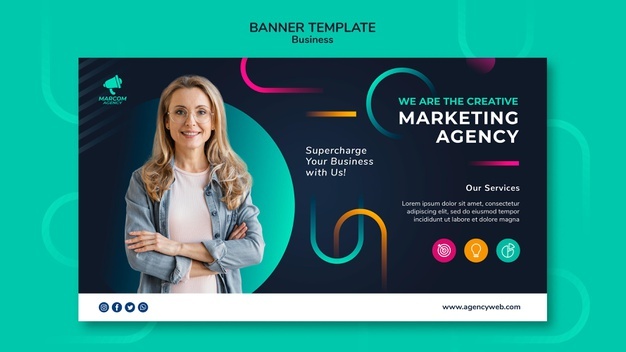 BANNER TEMPLATE
Business
MARCOM
AGENCY
WE ARE THE CREATIVE
MARKETING
AGENCY
Supercharge
Your Business
with Us!
Our Services
Lorem ipsum dolor sit amet, consectetur
adipiscing elit, sed do eiusmod tempor
incididunt ut labore et dolore magna
www.agencyweb.com